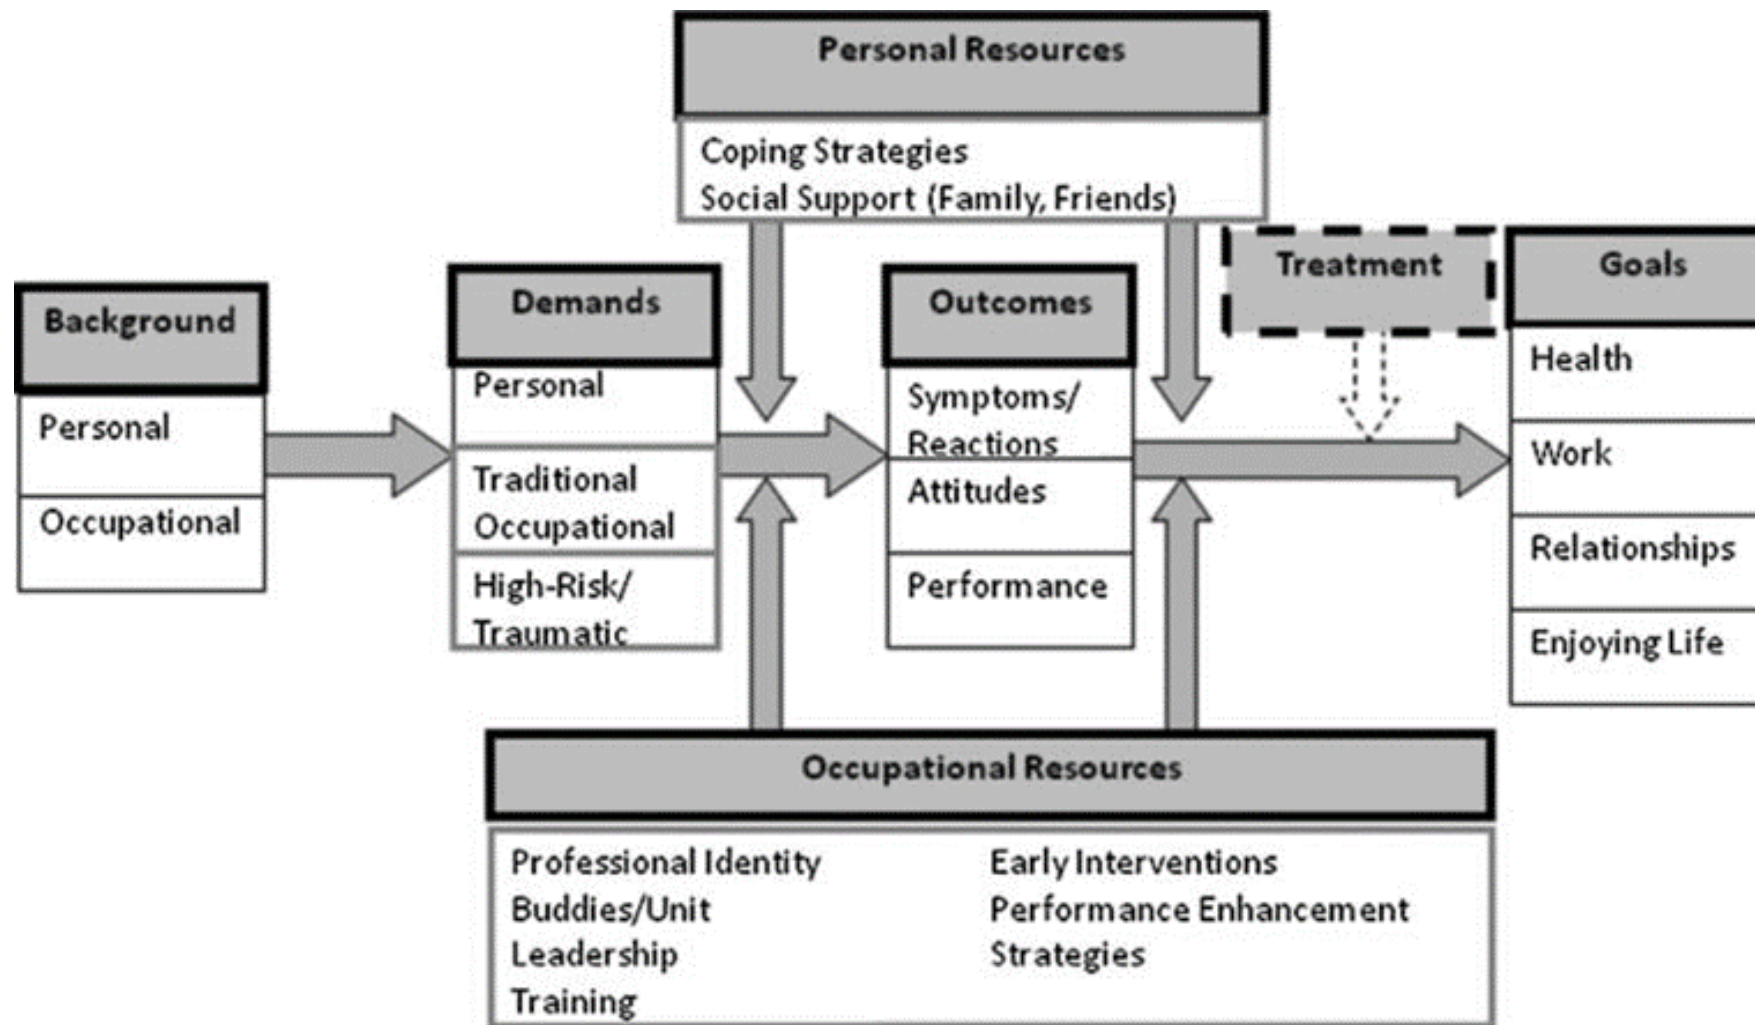 Personal Resources
Coping Strategies
Social Support (Family, Friends)
Background
Personal
Occupational
Demands
Personal
Traditional
Occupational
High-Risk/
Traumatic
Outcomes
Symptoms/
Reactions
Attitudes
Performance
Treatment
Goals
Health
Work
Relationships
Enjoying Life
Occupational Resources
Professional Identity
Buddies/Unit
Leadership
Training
Early Interventions
Performance Enhancement
Strategies